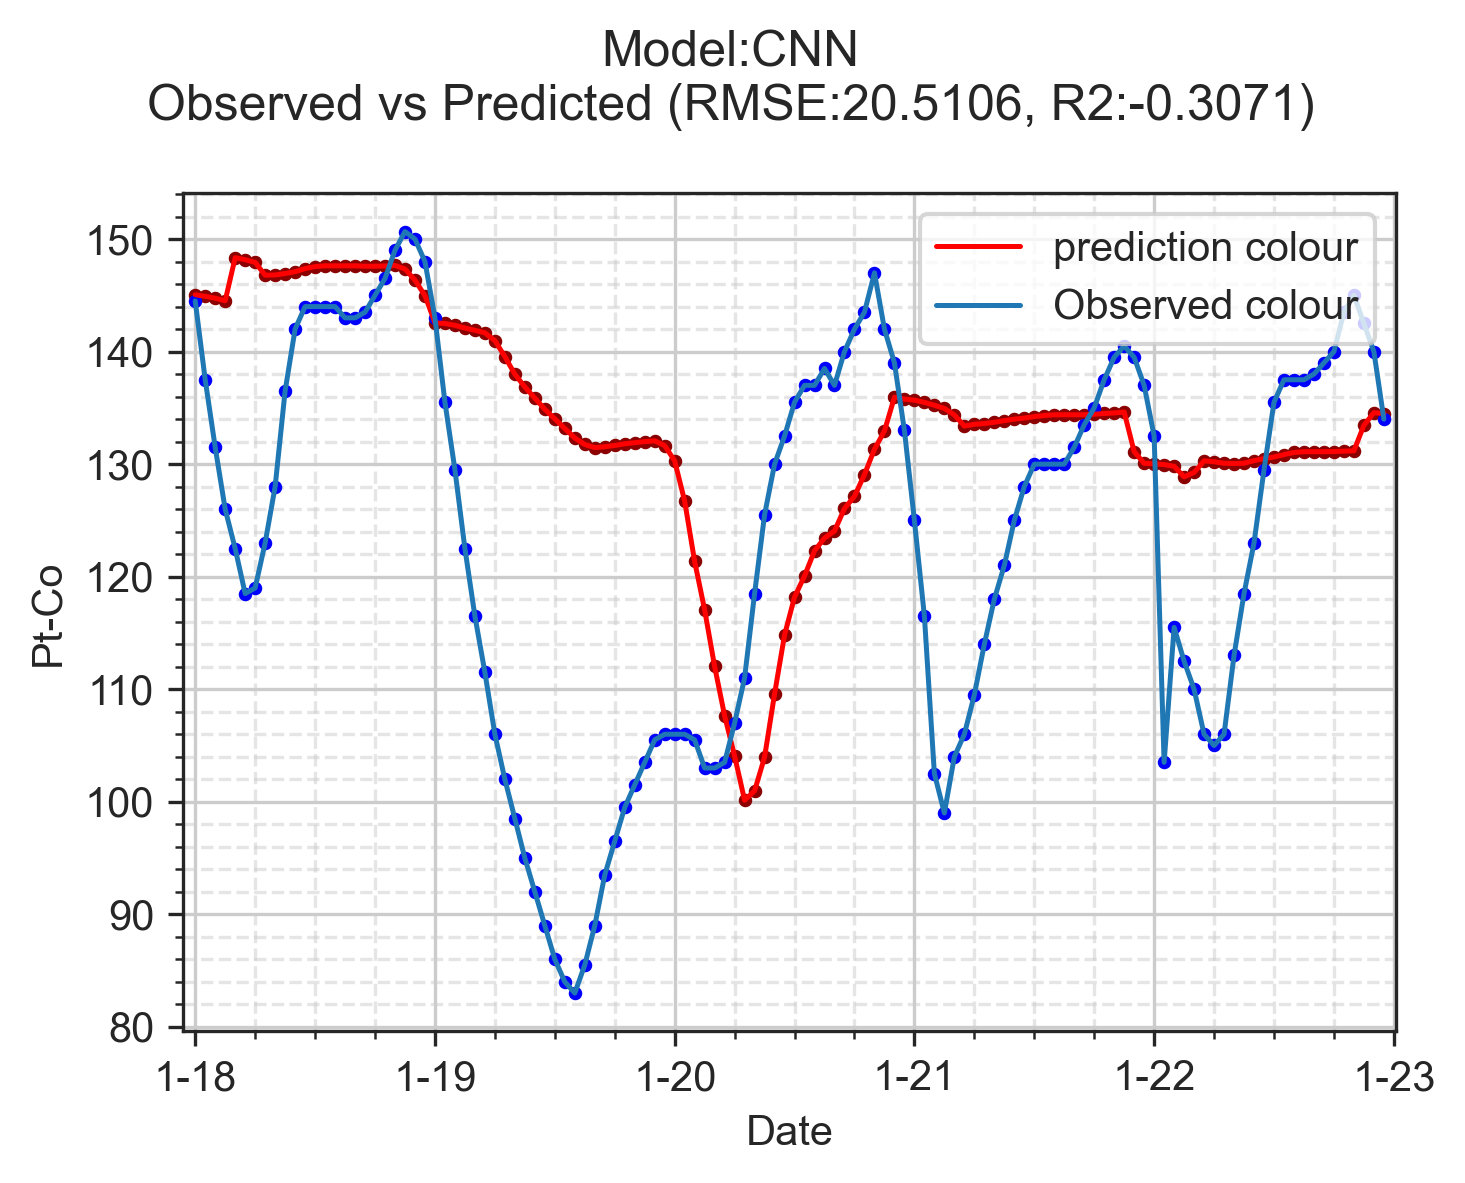 Model:CNN
Observed vs Predicted (RMSE:20.5106, R2:-0.3071)
prediction colour
Observed colour
150
140
130
120
110
100
90
80
Pt-Co
1-18 1-19 1-20 1-21 1-22 1-23
Date